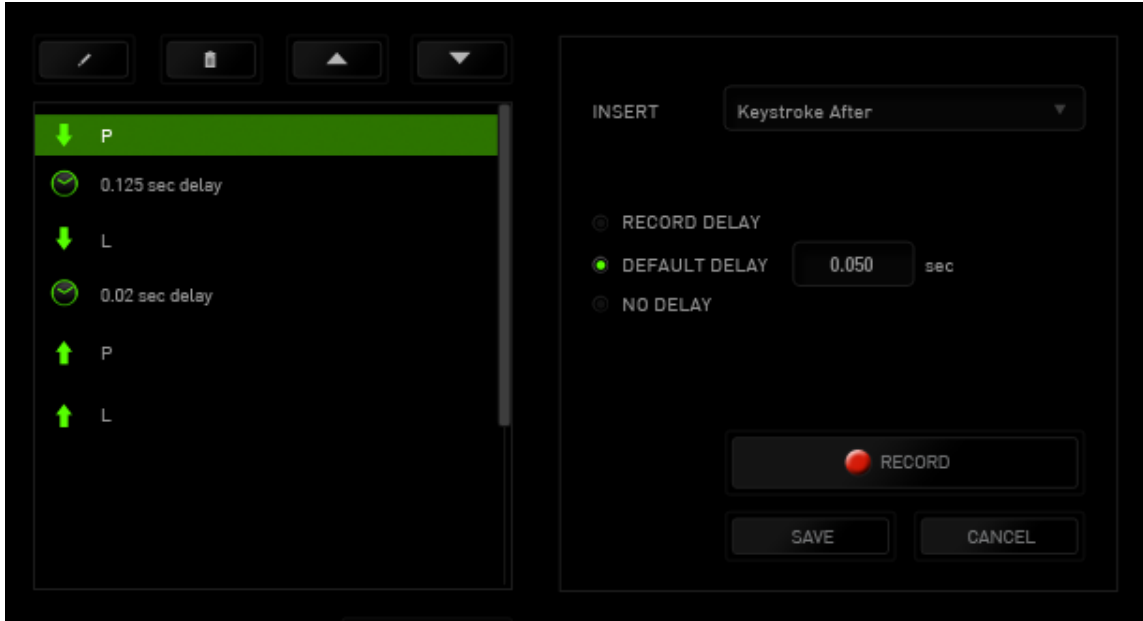 P
0.125 sec delay
L
0.02 sec delay
P
L
INSERT Keystroke After
RECORD DELAY
DEFAULT DELAY 0.050 sec
NO DELAY
RECORD
SAVE CANCEL